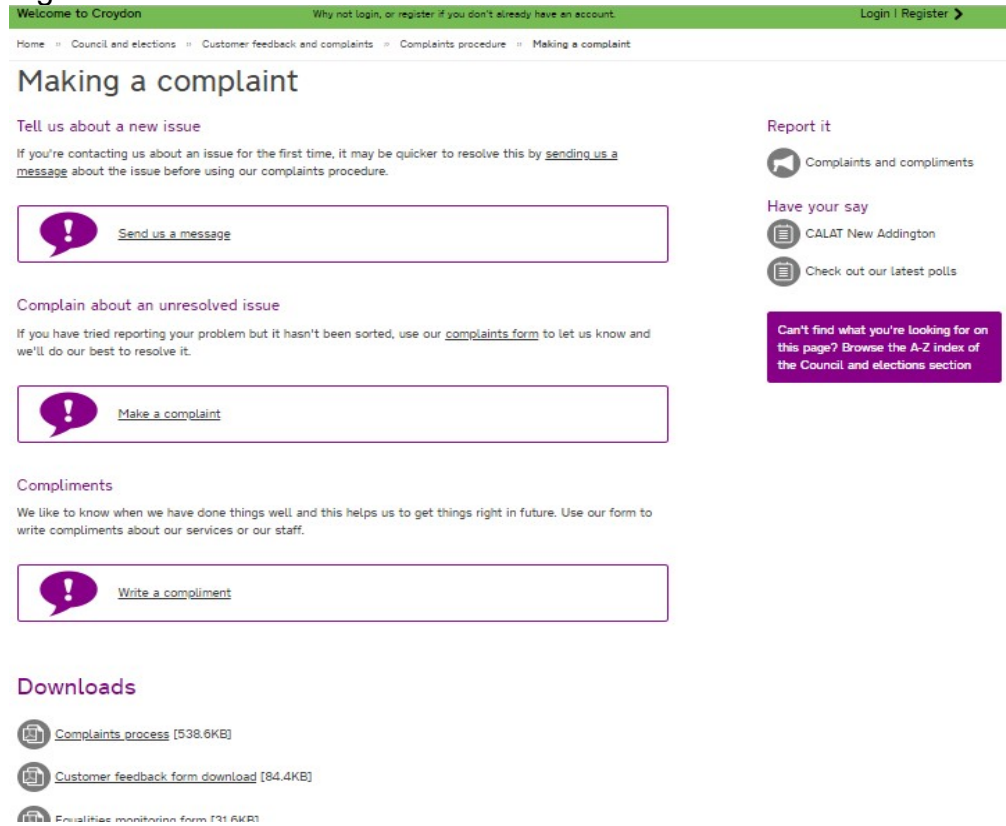 Welcome to Croydon
Why not login, or register if you don't already have an account.
Login | Register ❯
Home » Council and elections » Customer feedback and complaints » Complaints procedure » Making a complaint
Making a complaint
Tell us about a new issue
If you're contacting us about an issue for the first time, it may be quicker to resolve this by sending us a
message about the issue before using our complaints procedure.
Send us a message
Complain about an unresolved issue
If you have tried reporting your problem but it hasn't been sorted, use our complaints form to let us know and
we'll do our best to resolve it.
Make a complaint
Compliments
We like to know when we have done things well and this helps us to get things right in future. Use our form to
write compliments about our services or our staff.
Write a compliment
Downloads
Complaints process [538.6KB]
Customer feedback form download [84.4KB]
Equalities monitoring form [31.6KB]
Report it
Complaints and compliments
Have your say
CALAT New Addington
Check out our latest polls
Can't find what you're looking for on
this page? Browse the A-Z index of
the Council and elections section